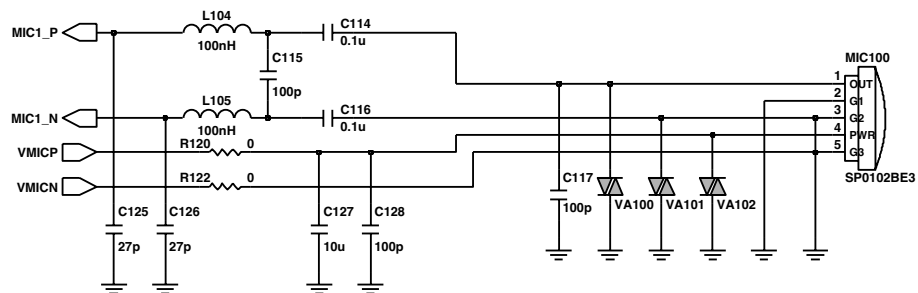 L104
C114
MIC1_P
100nH
0.1u
C115
MIC100
100p
1
OUT
L105
C116
2
G1
MIC1_N
3
G2
100nH
0.1u
R120
0
4
PWR
VMICP
5
G3
R122
0
VMICN
C117
SP0102BE3
C125
C126
C127
C128
100p
VA100
VA101
VA102
27p
27p
10u
100p